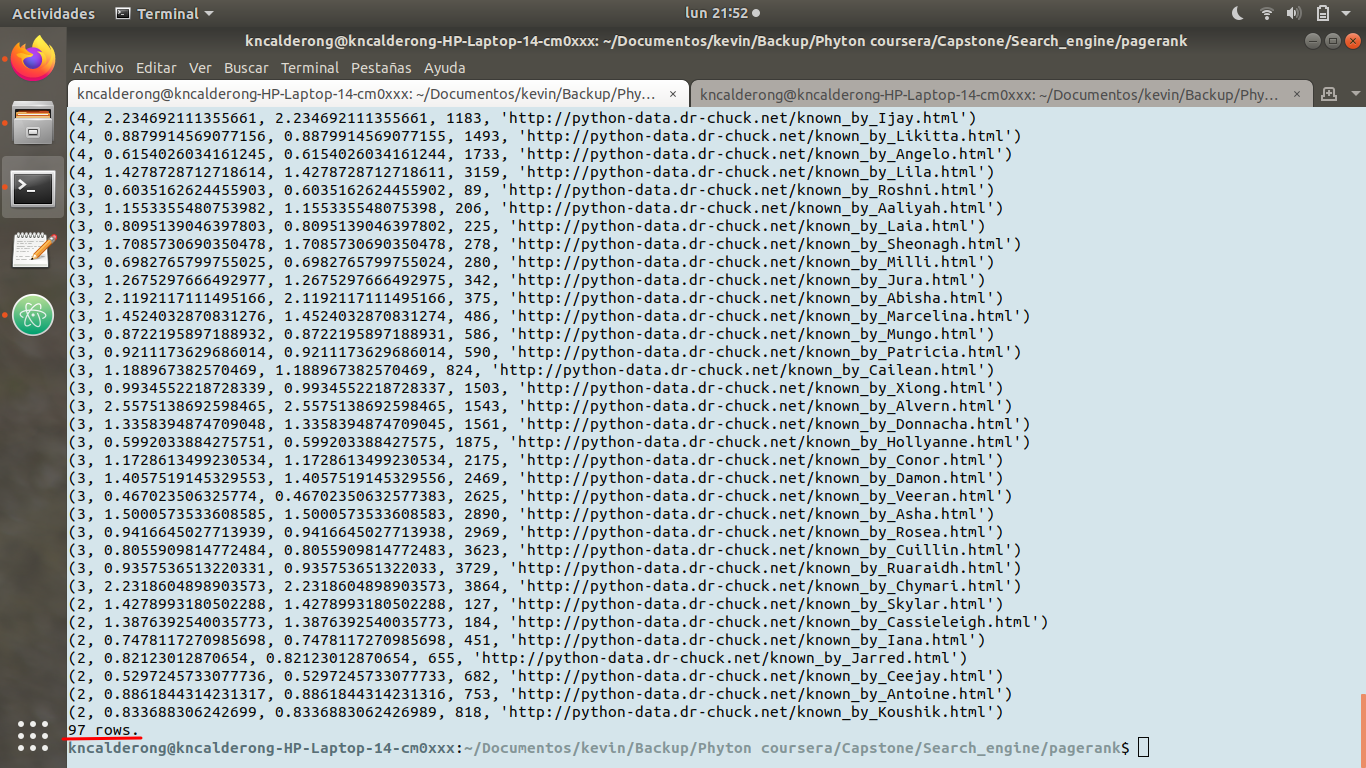 Actividades Terminal lun 21:52
kncalderong@kncalderong-HP-Laptop-14-cm0xxx: ~/Documentos/kevin/Backup/Phyton coursera/Capstone/Search_engine/pagerank
Archivo Editar Ver Buscar Terminal Pestañas Ayuda
kncalderong@kncalderong-HP-Laptop-14-cm0xxx: ~/Documentos/kevin/Backup/Phy... × kncalderong@kncalderong-HP-Laptop-14-cm0xxx: ~/Documentos/kevin/Backup/Phy... ×
(4, 2.234692111355661, 2.234692111355661, 1183, 'http://python-data.dr-chuck.net/known_by_Ijay.html')
(4, 0.8879914569077156, 0.8879914569077155, 1493, 'http://python-data.dr-chuck.net/known_by_Likitta.html')
(4, 0.6154026034161245, 0.6154026034161244, 1733, 'http://python-data.dr-chuck.net/known_by_Angelo.html')
(4, 1.4278728712718614, 1.4278728712718611, 3159, 'http://python-data.dr-chuck.net/known_by_Lila.html')
(3, 0.6035162624455903, 0.6035162624455902, 89, 'http://python-data.dr-chuck.net/known_by_Roshni.html')
(3, 1.1553355480753982, 1.155335548075398, 206, 'http://python-data.dr-chuck.net/known_by_Aaliyah.html')
(3, 0.8095139046397803, 0.8095139046397802, 225, 'http://python-data.dr-chuck.net/known_by_Laia.html')
(3, 1.7085730690350478, 1.7085730690350478, 278, 'http://python-data.dr-chuck.net/known_by_Sheonagh.html')
(3, 0.6982765799755025, 0.6982765799755024, 280, 'http://python-data.dr-chuck.net/known_by_Milli.html')
(3, 1.2675297666492977, 1.2675297666492975, 342, 'http://python-data.dr-chuck.net/known_by_Jura.html')
(3, 2.1192117111495166, 2.1192117111495166, 375, 'http://python-data.dr-chuck.net/known_by_Abisha.html')
(3, 1.4524032870831276, 1.4524032870831274, 486, 'http://python-data.dr-chuck.net/known_by_Marcelina.html')
(3, 0.8722195897188932, 0.8722195897188931, 586, 'http://python-data.dr-chuck.net/known_by_Mungo.html')
(3, 0.9211173629686014, 0.9211173629686014, 590, 'http://python-data.dr-chuck.net/known_by_Patricia.html')
(3, 1.188967382570469, 1.188967382570469, 824, 'http://python-data.dr-chuck.net/known_by_Cailean.html')
(3, 0.9934552218728339, 0.9934552218728337, 1503, 'http://python-data.dr-chuck.net/known_by_Xiong.html')
(3, 2.5575138692598465, 2.5575138692598465, 1543, 'http://python-data.dr-chuck.net/known_by_Alvern.html')
(3, 1.3358394874709048, 1.3358394874709045, 1561, 'http://python-data.dr-chuck.net/known_by_Donnacha.html')
(3, 0.5992033884275751, 0.599203388427575, 1875, 'http://python-data.dr-chuck.net/known_by_Hollyanne.html')
(3, 1.1728613499230534, 1.1728613499230534, 2175, 'http://python-data.dr-chuck.net/known_by_Conor.html')
(3, 1.4057519145329553, 1.4057519145329556, 2469, 'http://python-data.dr-chuck.net/known_by_Damon.html')
(3, 0.467023506325774, 0.46702350632577383, 2625, 'http://python-data.dr-chuck.net/known_by_Veeran.html')
(3, 1.5000573533608585, 1.5000573533608583, 2890, 'http://python-data.dr-chuck.net/known_by_Asha.html')
(3, 0.9416645027713939, 0.9416645027713938, 2969, 'http://python-data.dr-chuck.net/known_by_Rosea.html')
(3, 0.8055909814772484, 0.8055909814772483, 3623, 'http://python-data.dr-chuck.net/known_by_Cuillin.html')
(3, 0.9357536513220331, 0.935753651322033, 3729, 'http://python-data.dr-chuck.net/known_by_Ruaraidh.html')
(3, 2.2318604898903573, 2.2318604898903573, 3864, 'http://python-data.dr-chuck.net/known_by_Chymari.html')
(2, 1.4278993180502288, 1.4278993180502288, 127, 'http://python-data.dr-chuck.net/known_by_Skylar.html')
(2, 1.3876392540035773, 1.3876392540035773, 184, 'http://python-data.dr-chuck.net/known_by_Cassieleigh.html')
(2, 0.7478117270985698, 0.7478117270985698, 451, 'http://python-data.dr-chuck.net/known_by_Iana.html')
(2, 0.82123012870654, 0.82123012870654, 655, 'http://python-data.dr-chuck.net/known_by_Jarred.html')
(2, 0.5297245733077736, 0.5297245733077733, 682, 'http://python-data.dr-chuck.net/known_by_Ceejay.html')
(2, 0.8861844314231317, 0.8861844314231316, 753, 'http://python-data.dr-chuck.net/known_by_Antoine.html')
(2, 0.833688306242699, 0.8336883062426989, 818, 'http://python-data.dr-chuck.net/known_by_Koushik.html')
97 rows.
kncalderong@kncalderong-HP-Laptop-14-cm0xxx:~/Documentos/kevin/Backup/Phyton coursera/Capstone/Search_engine/pagerank$